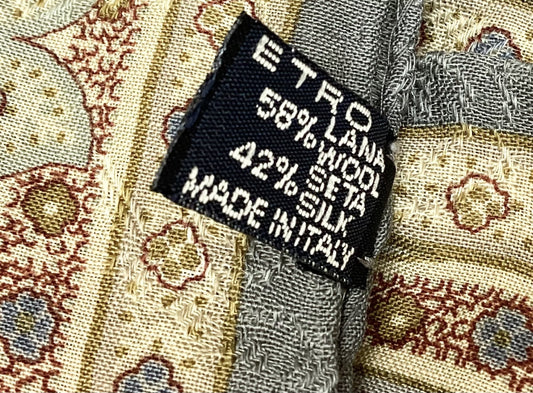 ETRO
LANA
58% WOOL
SETA
42% SILK
MADE IN ITALY